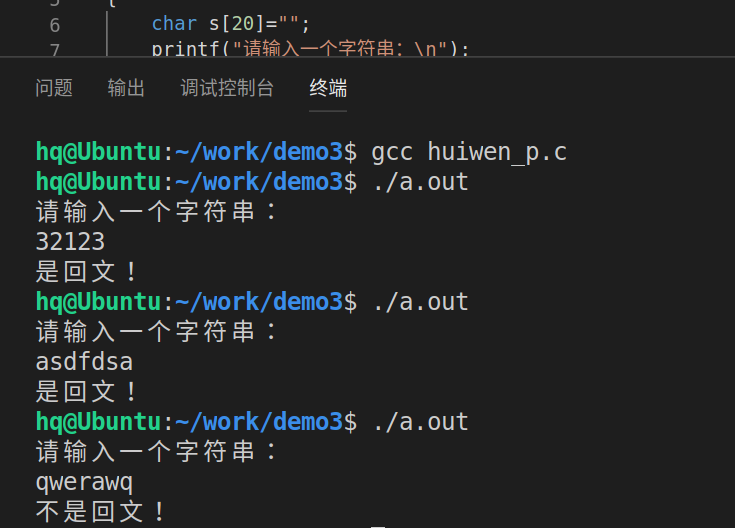 5 {
6 char s[20]="";
7 printf("请输入一个字符串：\n");
问题 输出 调试控制台 终端
hq@Ubuntu:~/work/demo3$ gcc huiwen_p.c
hq@Ubuntu:~/work/demo3$ ./a.out
请输入一个字符串：
32123
是回文！
hq@Ubuntu:~/work/demo3$ ./a.out
请输入一个字符串：
asdfdsa
是回文！
hq@Ubuntu:~/work/demo3$ ./a.out
请输入一个字符串：
qwerawq
不是回文！